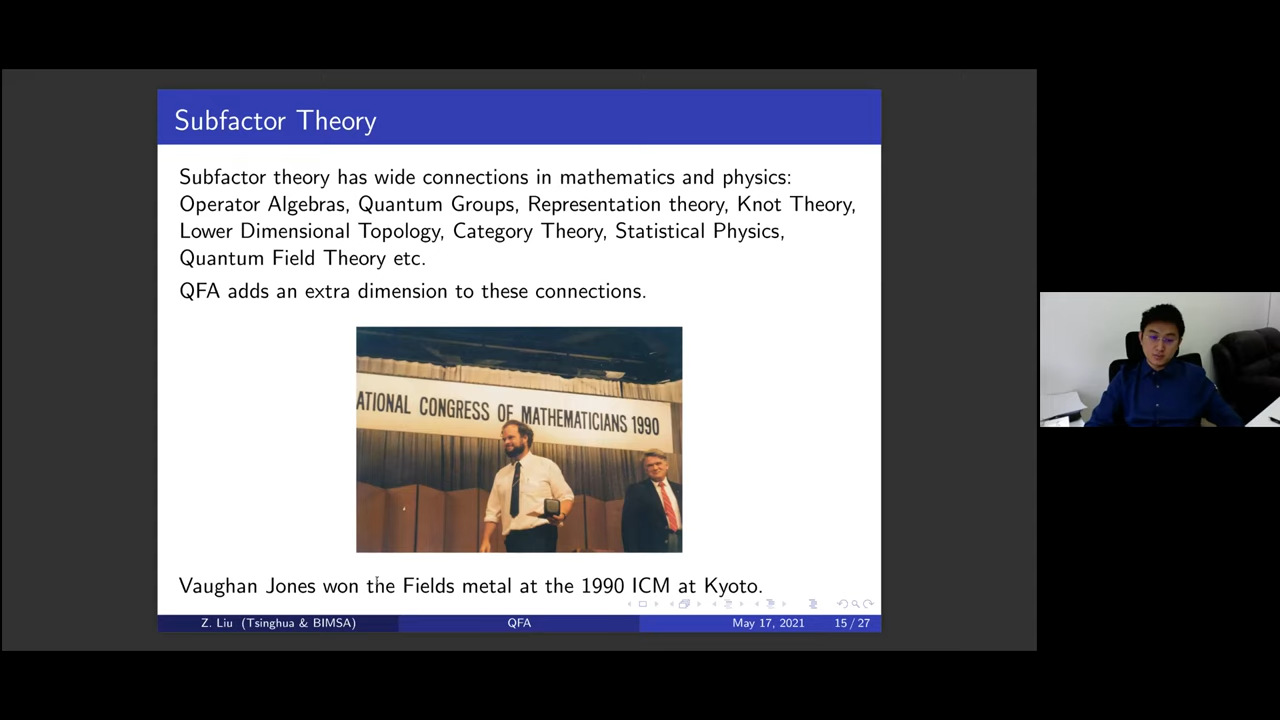 Subfactor Theory
Subfactor theory has wide connections in mathematics and physics:
Operator Algebras, Quantum Groups, Representation theory, Knot Theory,
Lower Dimensional Topology, Category Theory, Statistical Physics,
Quantum Field Theory etc.
QFA adds an extra dimension to these connections.
ATIONAL CONGRESS OF MATHEMATICIANS 1990
Vaughan Jones won the Fields metal at the 1990 ICM at Kyoto.
Z. Liu (Tsinghua & BIMSA) QFA May 17, 2021 15 / 27